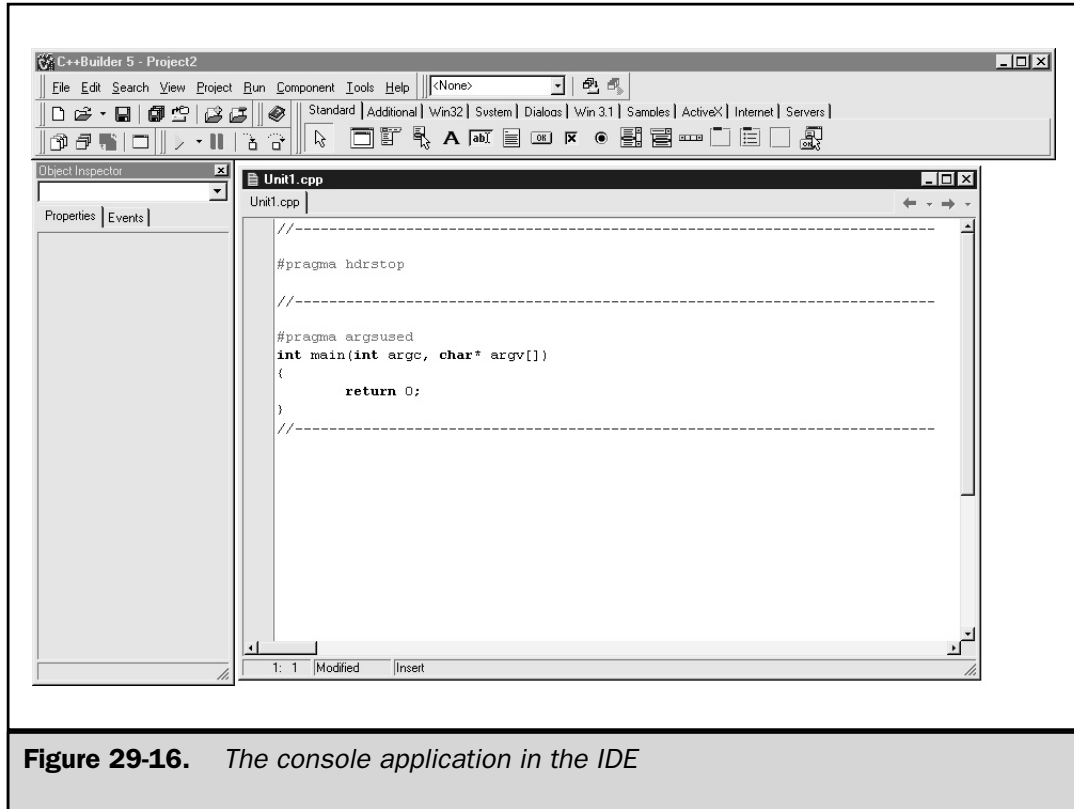 C++Builder 5 - Project2
File Edit Search View Project Run Component Tools Help <None>
Standard Additional Win32 System Dialogs Win 3.1 Samples ActiveX Internet Servers
A ab OK OK
Object Inspector
Properties Events
Unit1.cpp
Unit1.cpp
//---------------------------------------------------------------------------
#pragma hdrstop
//---------------------------------------------------------------------------
#pragma argsused
int main(int argc, char* argv[])
{
return 0;
}
//---------------------------------------------------------------------------
1: 1 Modified Insert
Figure 29-16. The console application in the IDE